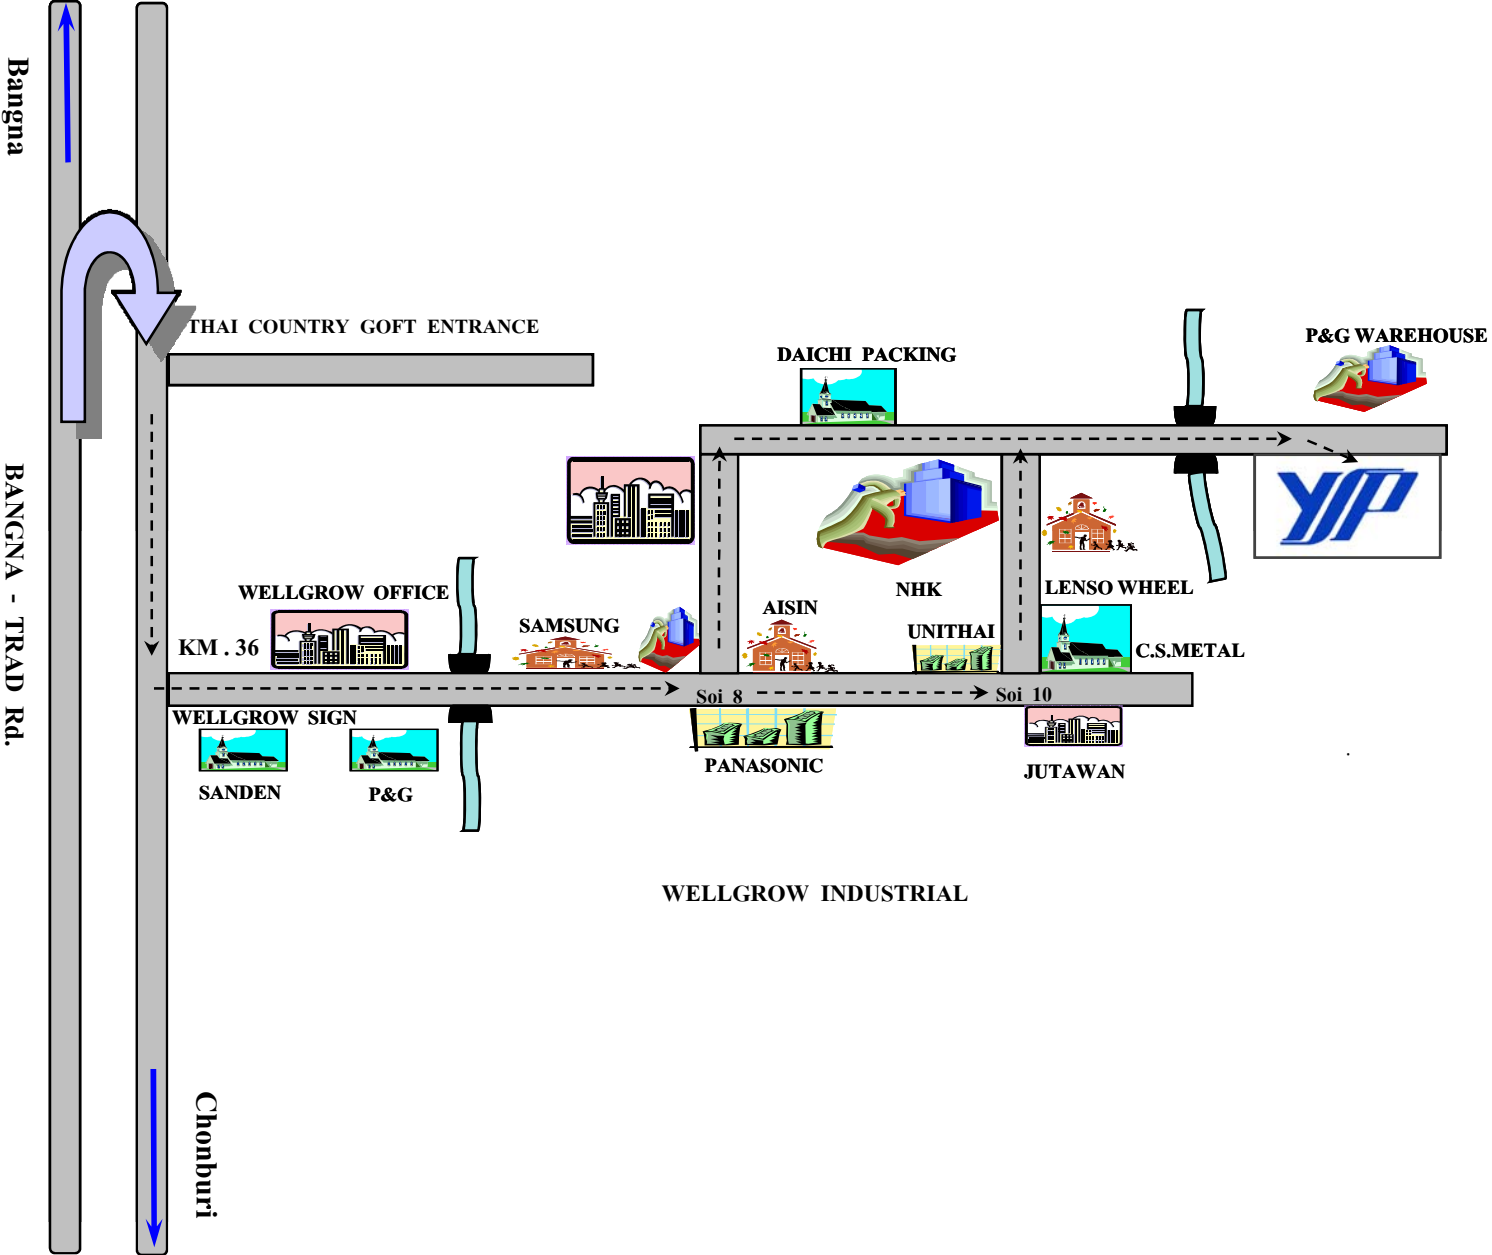 Bangna
THAI COUNTRY GOFT ENTRANCE
P&G WAREHOUSE
DAICHI PACKING
BANGNA - TRAD Rd.
YSP
WELLGROW OFFICE
NHK
LENSO WHEEL
AISIN
SAMSUNG
UNITHAI
KM . 36
C.S.METAL
Soi 8
Soi 10
WELLGROW SIGN
PANASONIC
JUTAWAN
SANDEN
P&G
WELLGROW INDUSTRIAL
Chonburi